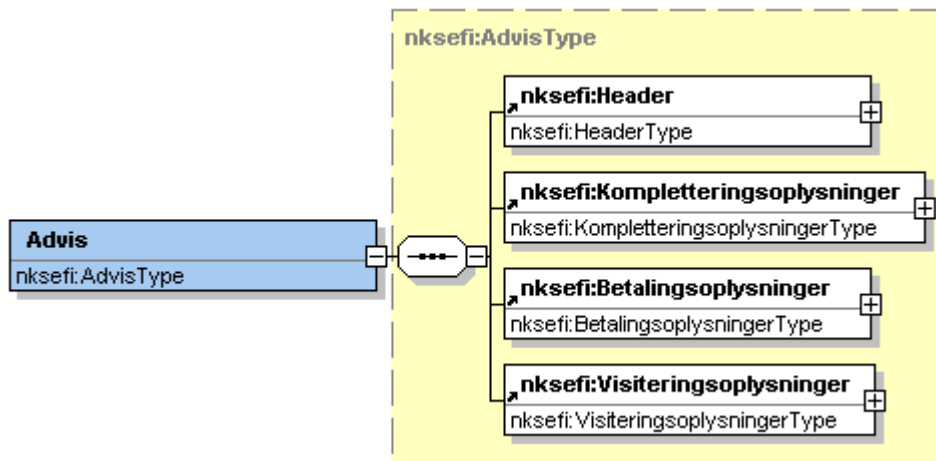 nksefi:AdvisType
nksefi:Header
nksefi:HeaderType
nksefi:Kompletteringsoplysninger
nksefi:KompletteringsoplysningerType
Advis
nksefi:AdvisType
nksefi:Betalingsoplysninger
nksefi:BetalingsoplysningerType
nksefi:Visiteringsoplysninger
nksefi:VisiteringsoplysningerType